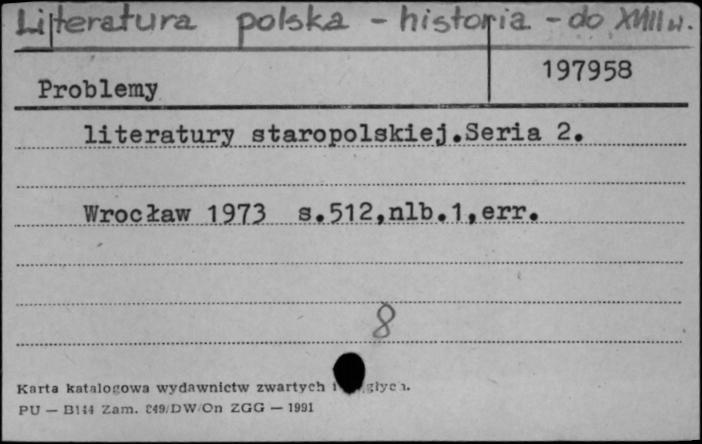 Literatura polska - historia - do XVIII w.
197958
Problemy
literatury staropolskiej.Seria 2.
Wrocław 1973 s.512,nlb.1,err.
8
Karta katalogowa wydawnictw zwartych i
PU — B144 Zam. 849/DW/On ZGG — 1991